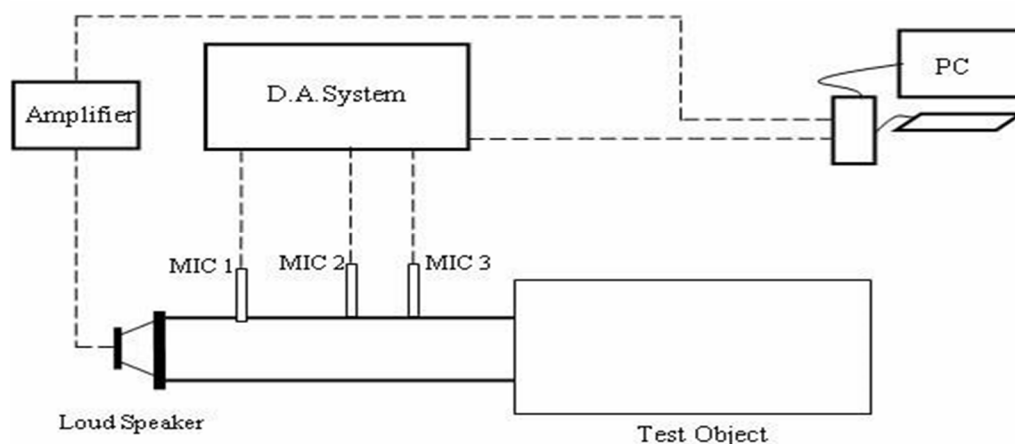 PC
D.A.System
Amplifier
MIC 1
MIC 2
MIC 3
Loud Speaker
Test Object